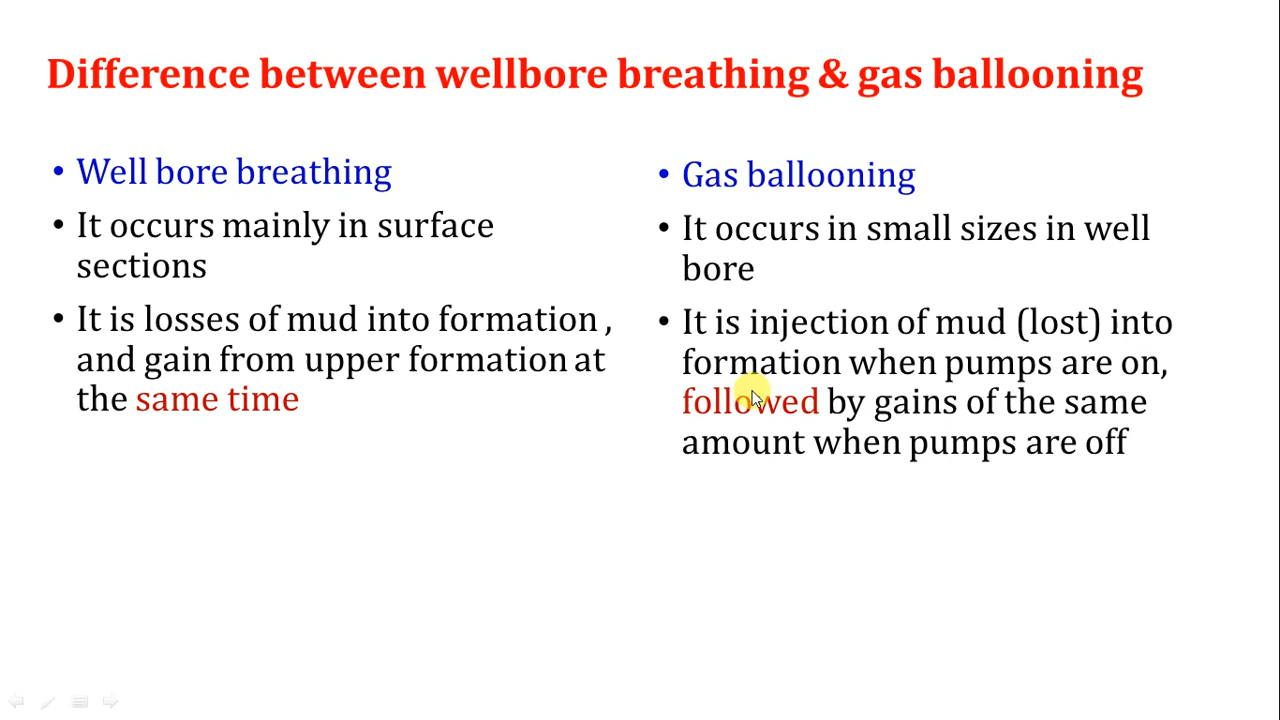 Difference between wellbore breathing & gas ballooning
• Well bore breathing
• It occurs mainly in surface
sections
• It is losses of mud into formation ,
and gain from upper formation at
the same time
• Gas ballooning
• It occurs in small sizes in well
bore
• It is injection of mud (lost) into
formation when pumps are on,
followed by gains of the same
amount when pumps are off